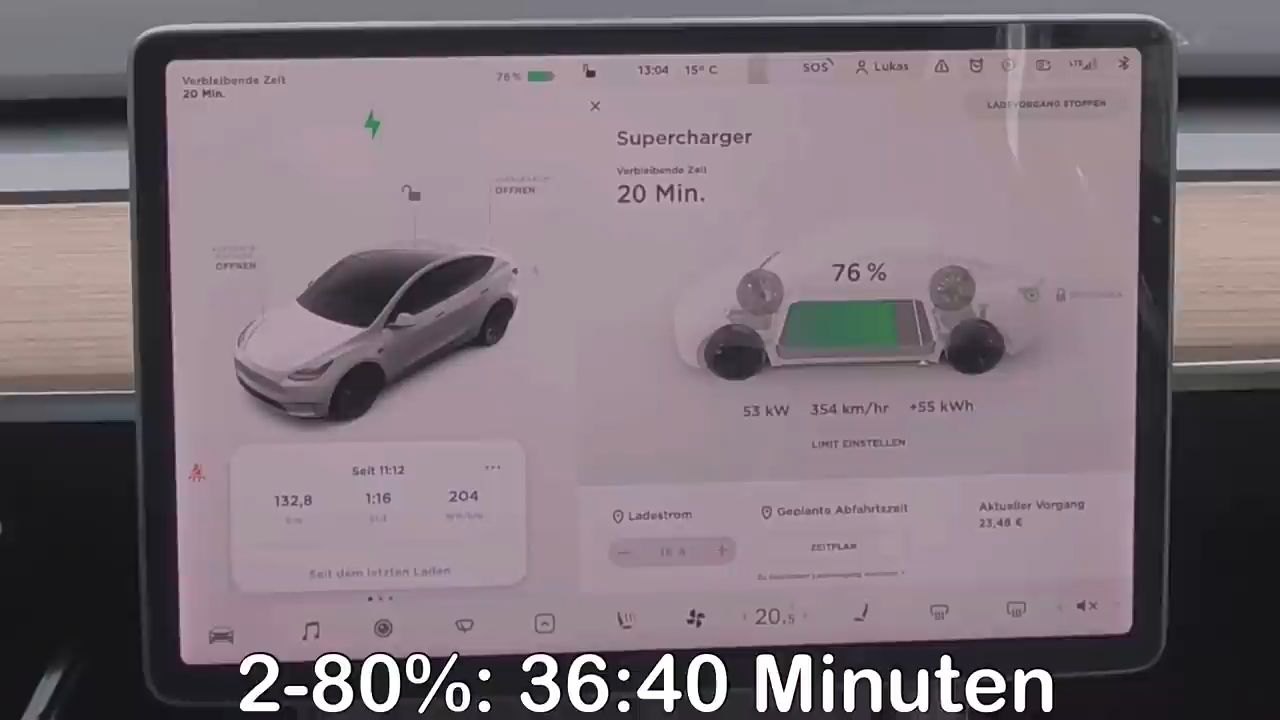 Verbleibende Zeit
20 Min.
13:04
15° C
SOS
Lukas
LTE
LADEVORGANG STOPPEN
Supercharger
Verbleibende Zeit
20 Min.
ÖFFNEN
ÖFFNEN
76 %
53 kW 354 km/hr +55 kWh
LIMIT EINSTELLEN
Seit 11:12
132,8 1:16 204
Seit dem letzten Laden
Ladestrom
Geplante Abfahrtszeit
ZEITPLAN
Aktueller Vorgang
23,48 €
20.5
2-80%: 36:40 Minuten